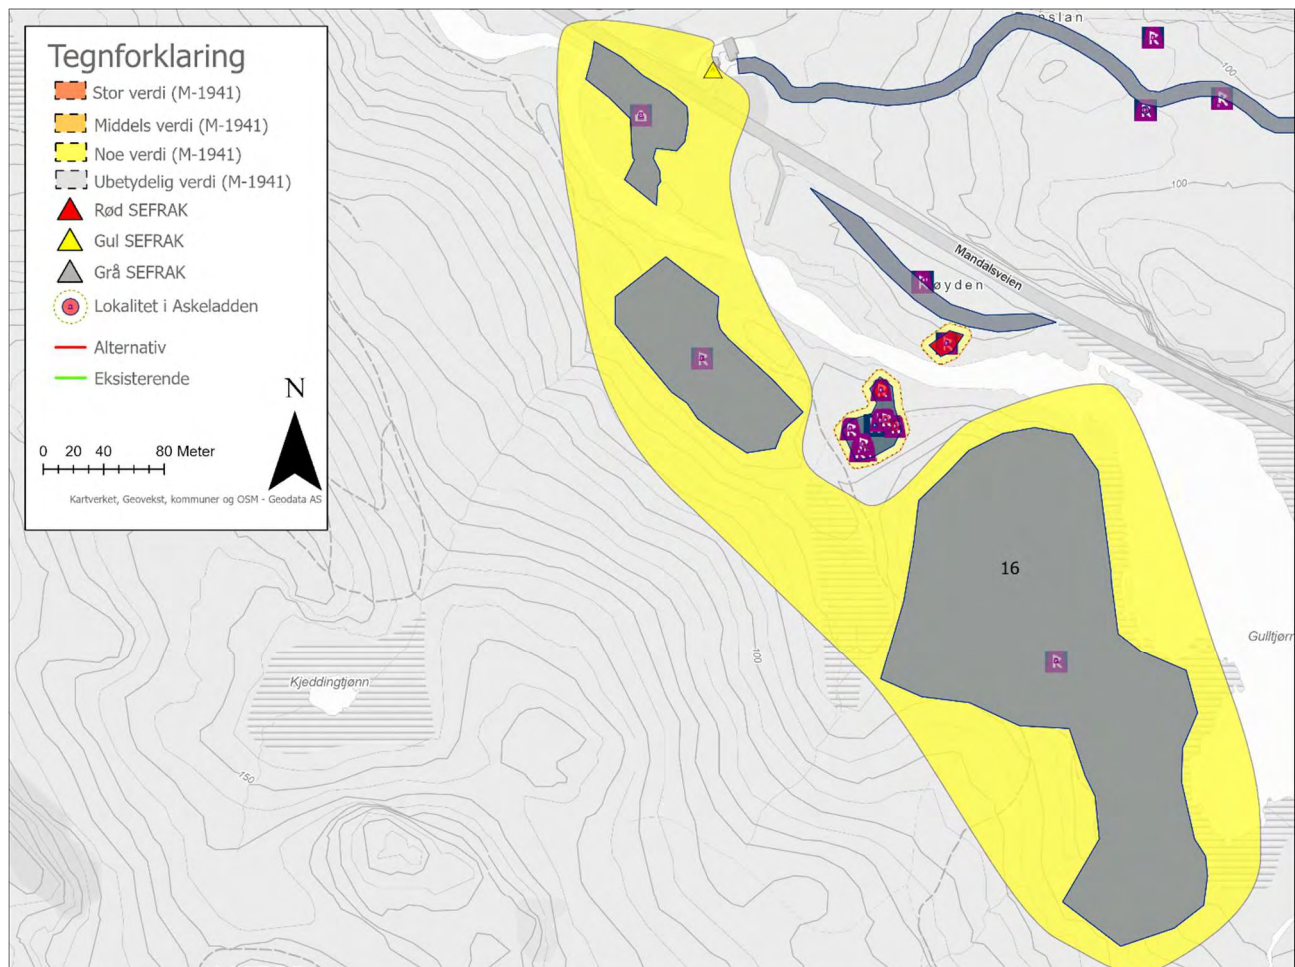 Tegnforklaring
Stor verdi (M-1941)
Middels verdi (M-1941)
Noe verdi (M-1941)
Ubetydelig verdi (M-1941)
Rød SEFRAK
Gul SEFRAK
Grå SEFRAK
Lokalitet i Askeladden
Alternativ
Eksisterende
N
0 20 40 80 Meter
Kartverket, Geovekst, kommuner og OSM - Geodata AS
R
100
R
R
100
Mandalsveien
øyden
R
R
R
16
R
Gulltjørn
100
Kjeddingtjønn
150